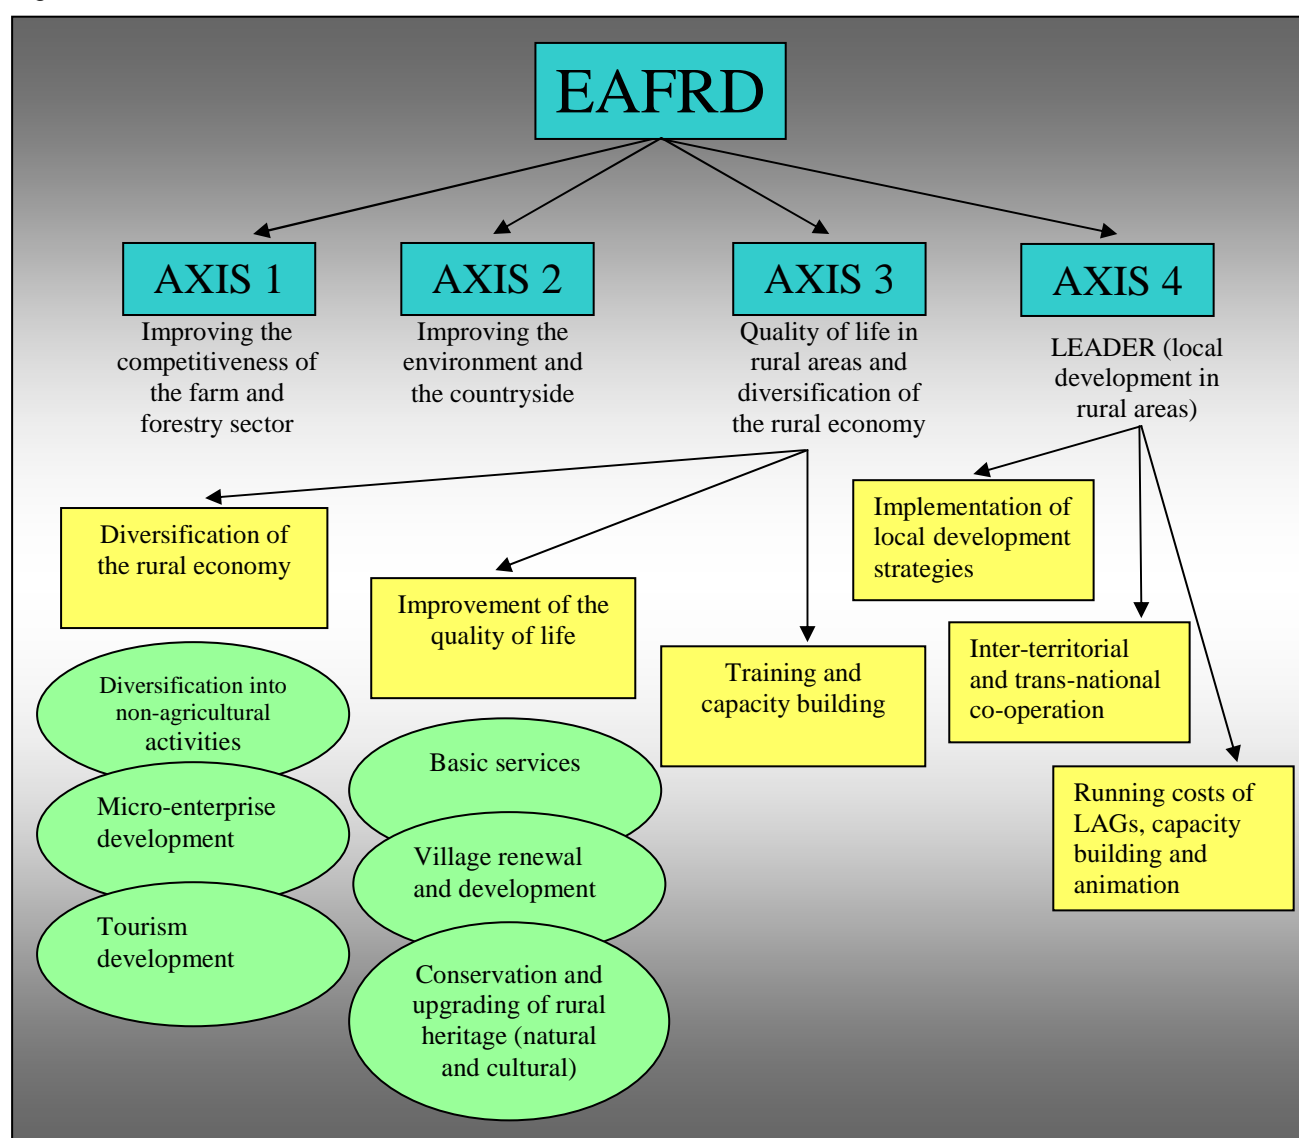 EAFRD
AXIS 1
Improving the
competitiveness of
the farm and
forestry sector
AXIS 2
Improving the
environment and
the countryside
AXIS 3
Quality of life in
rural areas and
diversification of
the rural economy
AXIS 4
LEADER (local
development in
rural areas)
Diversification of
the rural economy
Diversification into
non-agricultural
activities
Micro-enterprise
development
Tourism
development
Improvement of the
quality of life
Basic services
Village renewal
and development
Conservation and
upgrading of rural
heritage (natural
and cultural)
Training and
capacity building
Implementation of
local development
strategies
Inter-territorial
and trans-national
co-operation
Running costs of
LAGs, capacity
building and
animation